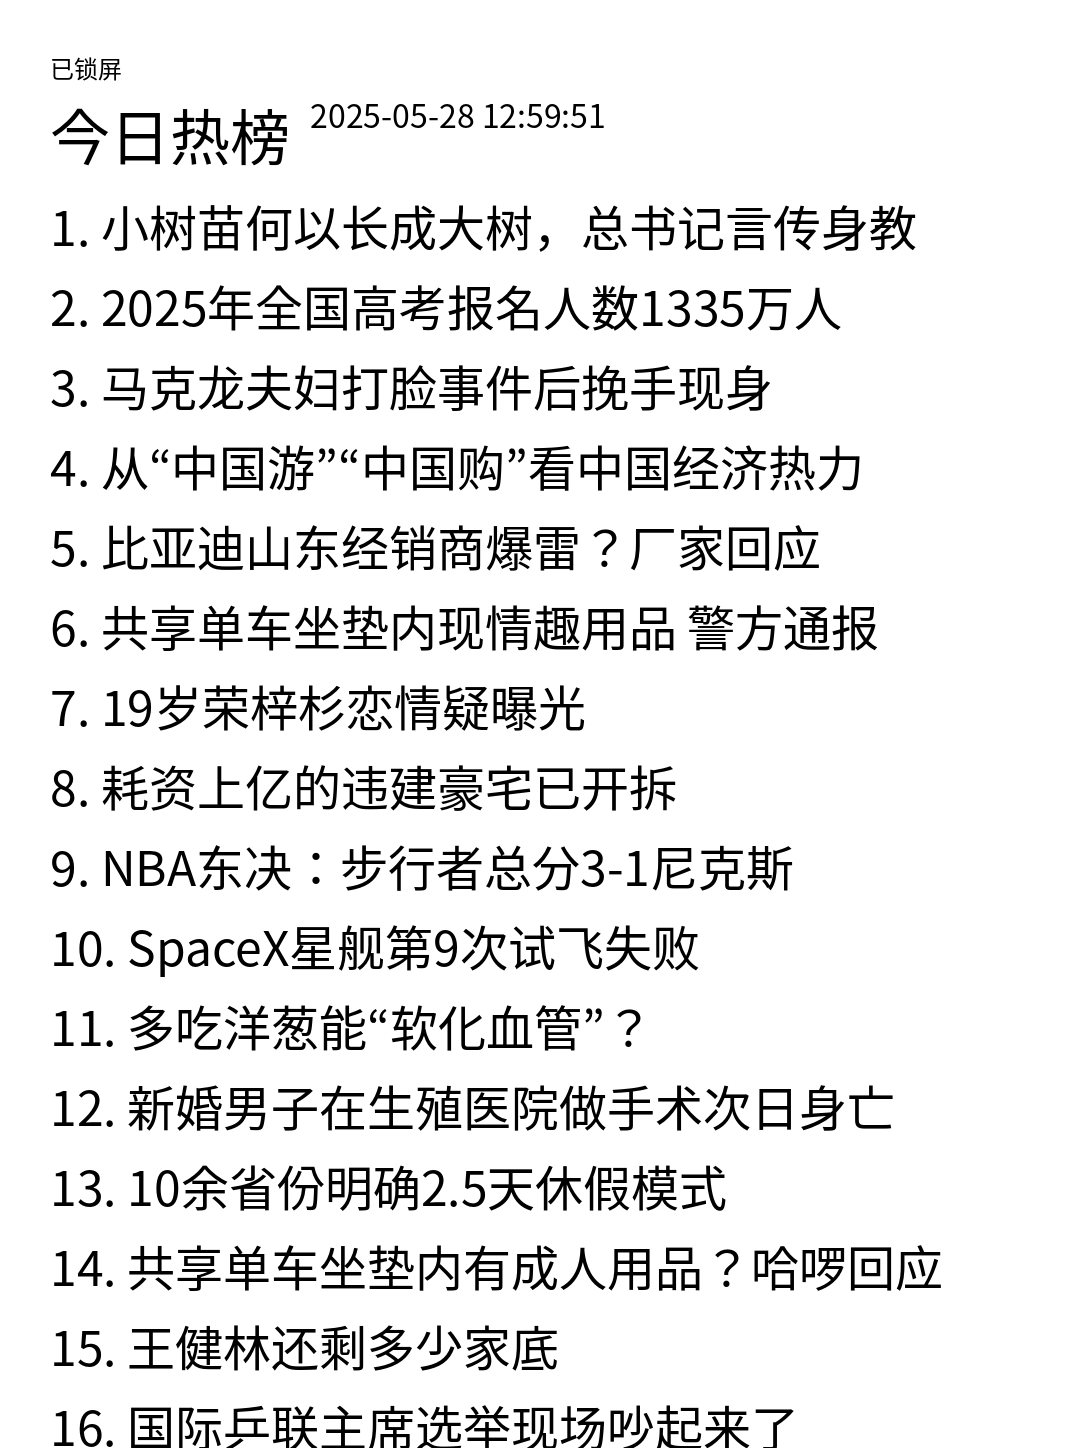 已锁屏
今日热榜 2025-05-28 12:59:51
1. 小树苗何以长成大树，总书记言传身教
2. 2025年全国高考报名人数1335万人
3. 马克龙夫妇打脸事件后挽手现身
4. 从“中国游”“中国购”看中国经济热力
5. 比亚迪山东经销商爆雷？厂家回应
6. 共享单车坐垫内现情趣用品 警方通报
7. 19岁荣梓杉恋情疑曝光
8. 耗资上亿的违建豪宅已开拆
9. NBA东决：步行者总分3-1尼克斯
10. SpaceX星舰第9次试飞失败
11. 多吃洋葱能“软化血管”？
12. 新婚男子在生殖医院做手术次日身亡
13. 10余省份明确2.5天休假模式
14. 共享单车坐垫内有成人用品？哈啰回应
15. 王健林还剩多少家底
16. 国际乒联主席选举现场吵起来了